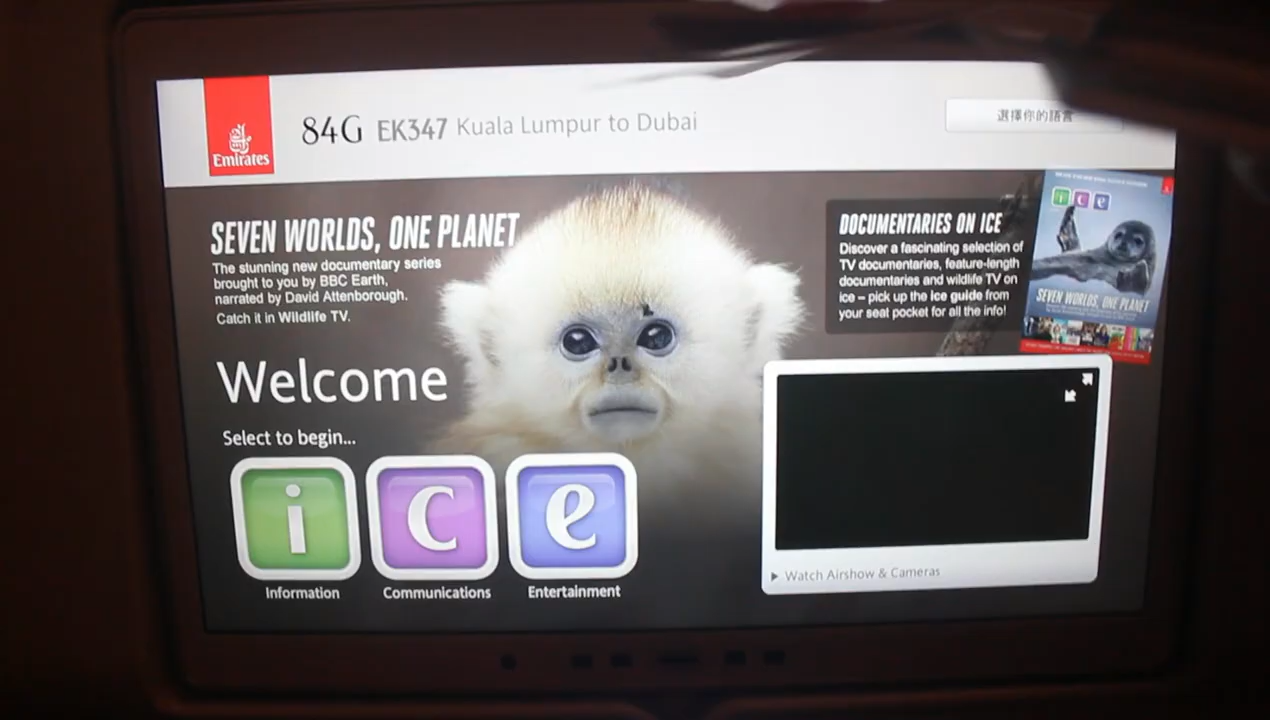 Emirates
84G EK347 Kuala Lumpur to Dubai
選擇你的語言
SEVEN WORLDS, ONE PLANET
The stunning new documentary series
brought to you by BBC Earth,
narrated by David Attenborough.
Catch it in Wildlife TV.
DOCUMENTARIES ON ICE
Discover a fascinating selection of
TV documentaries, feature-length
documentaries and wildlife TV on
ice – pick up the ice guide from
your seat pocket for all the info!
i c e
SEVEN WORLDS, ONE PLANET
Welcome
Select to begin...
i c e
Information Communications Entertainment
Watch Airshow & Cameras